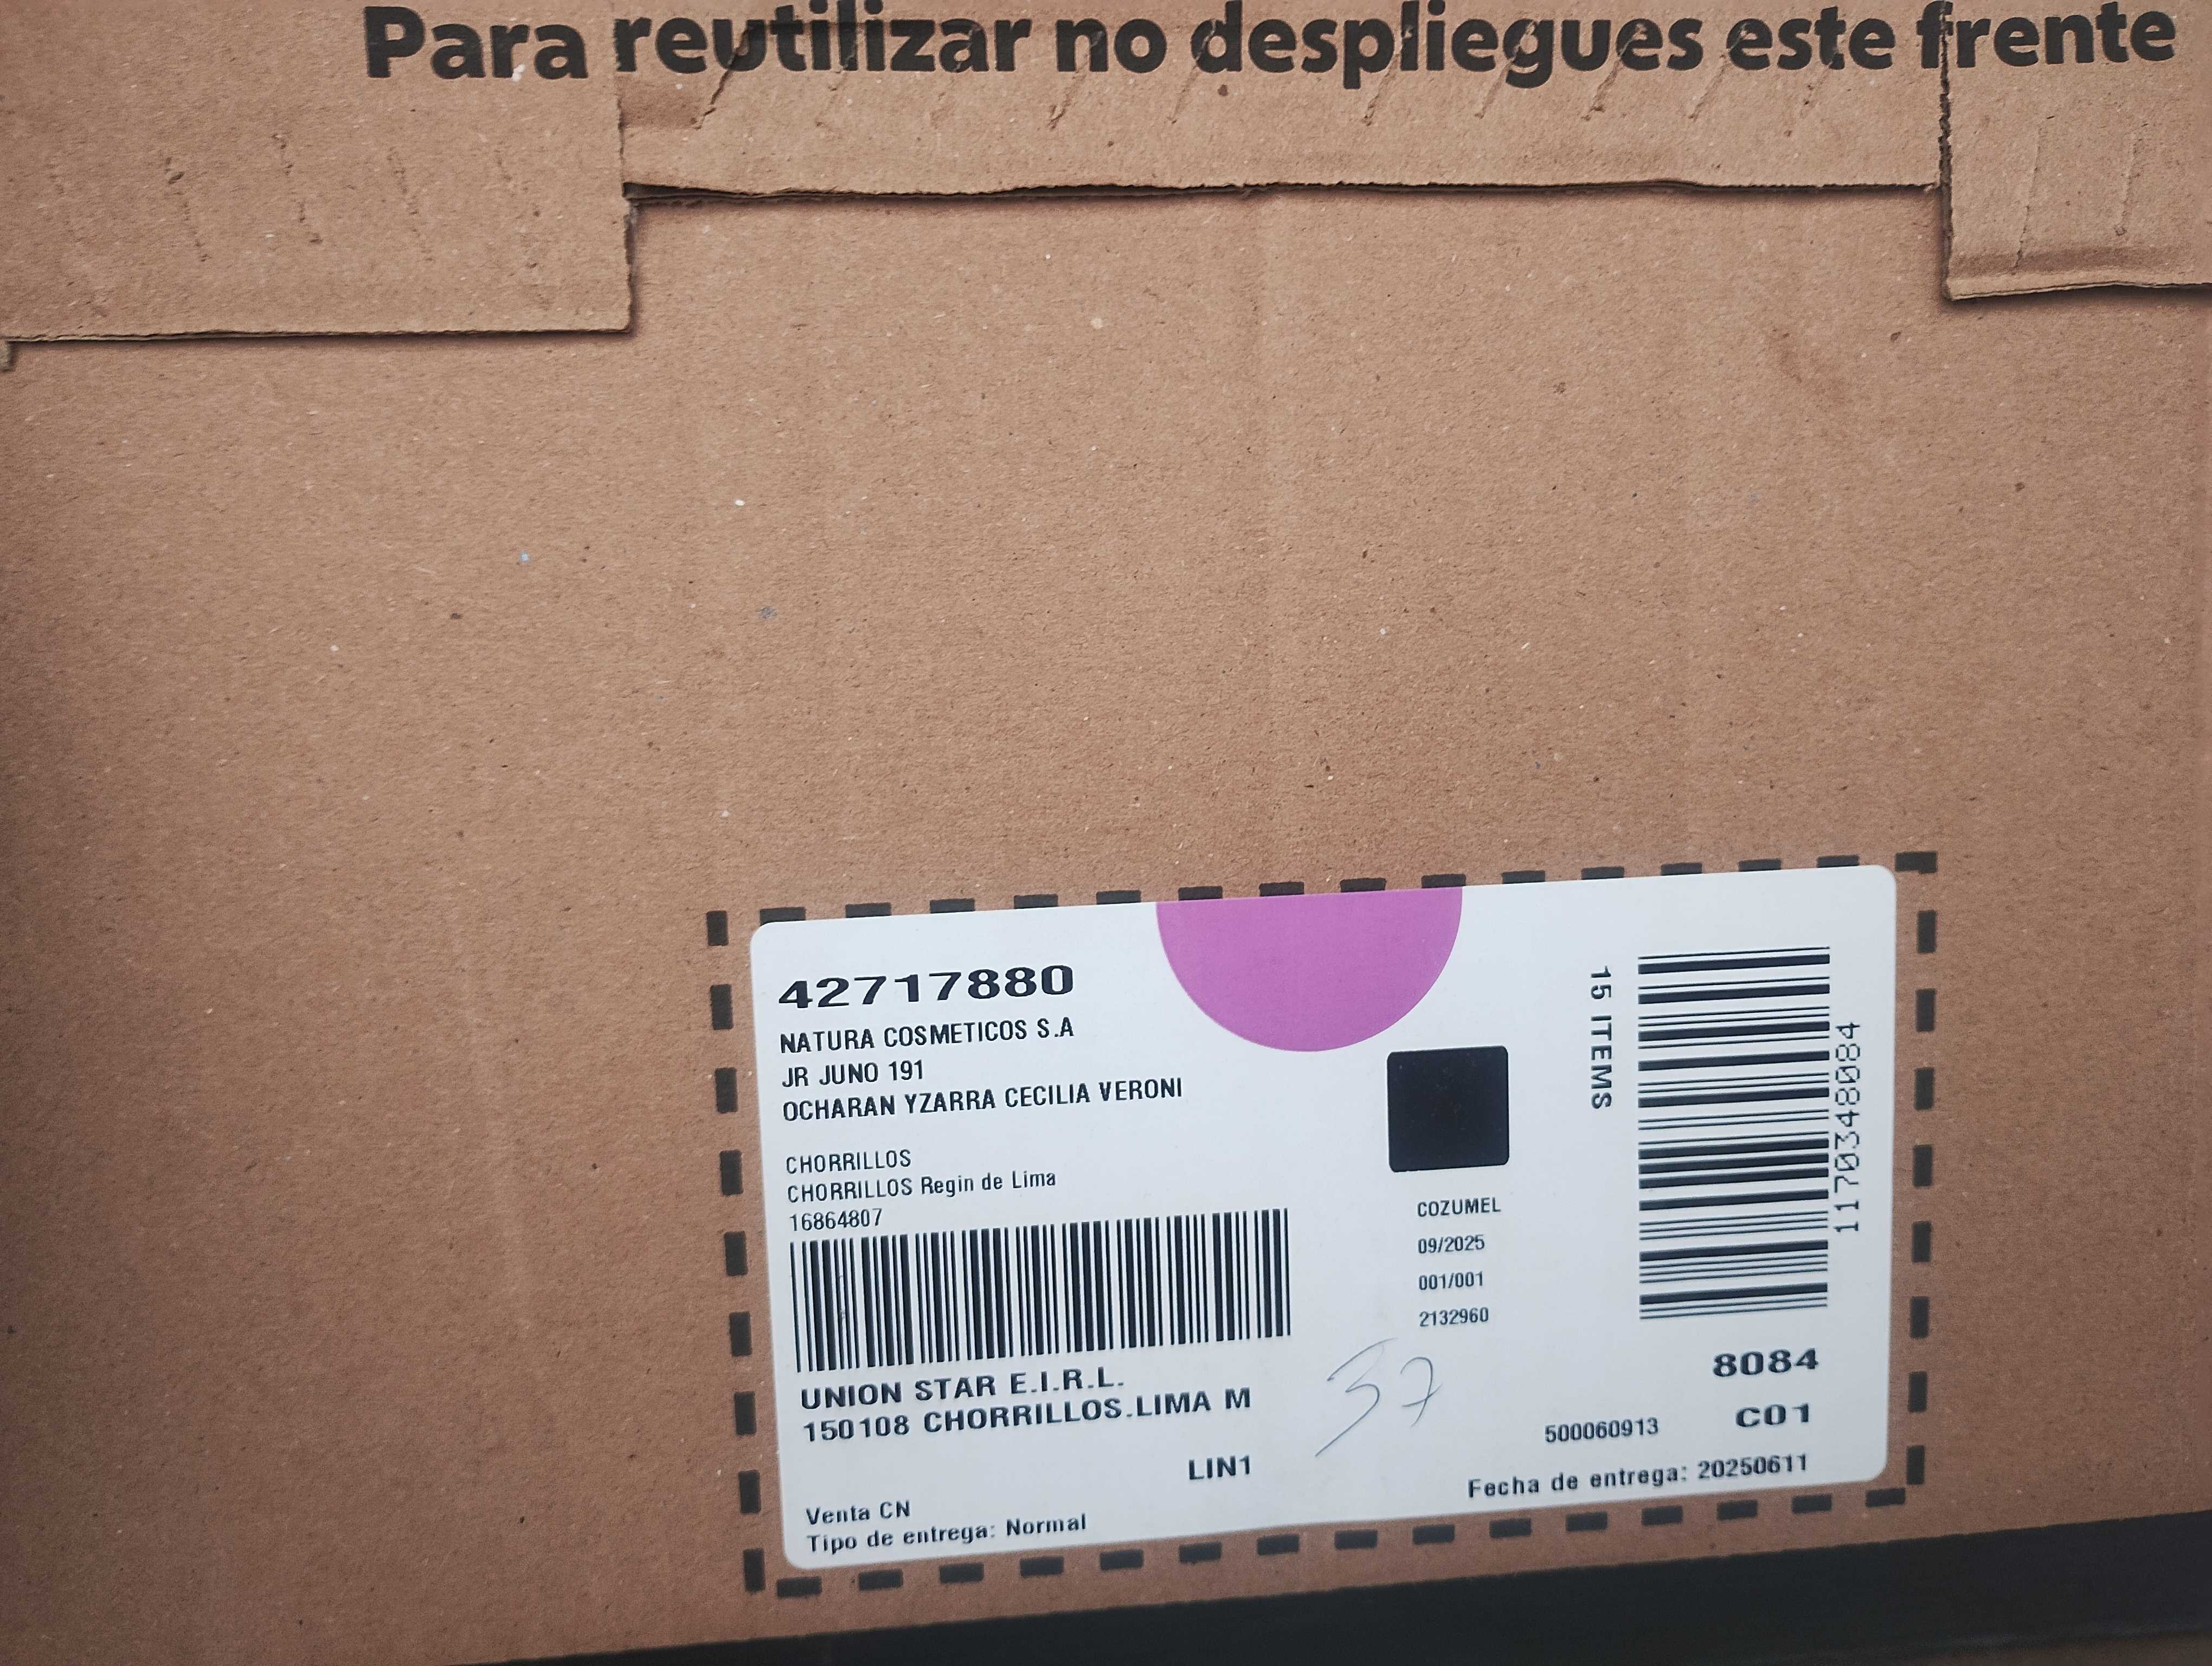 Para reutilizar no despliegues este frente
42717880
NATURA COSMETICOS S.A
JR JUNO 191
OCHARAN YZARRA CECILIA VERONI
CHORRILLOS
CHORRILLOS Regin de Lima
16864807
UNION STAR E.I.R.L.
150108 CHORRILLOS.LIMA M
LIN1
Venta CN
Tipo de entrega: Normal
COZUMEL
09/2025
001/001
2132960
37
15 ITEMS
1170348084
8084
C01
500060913
Fecha de entrega: 20250611